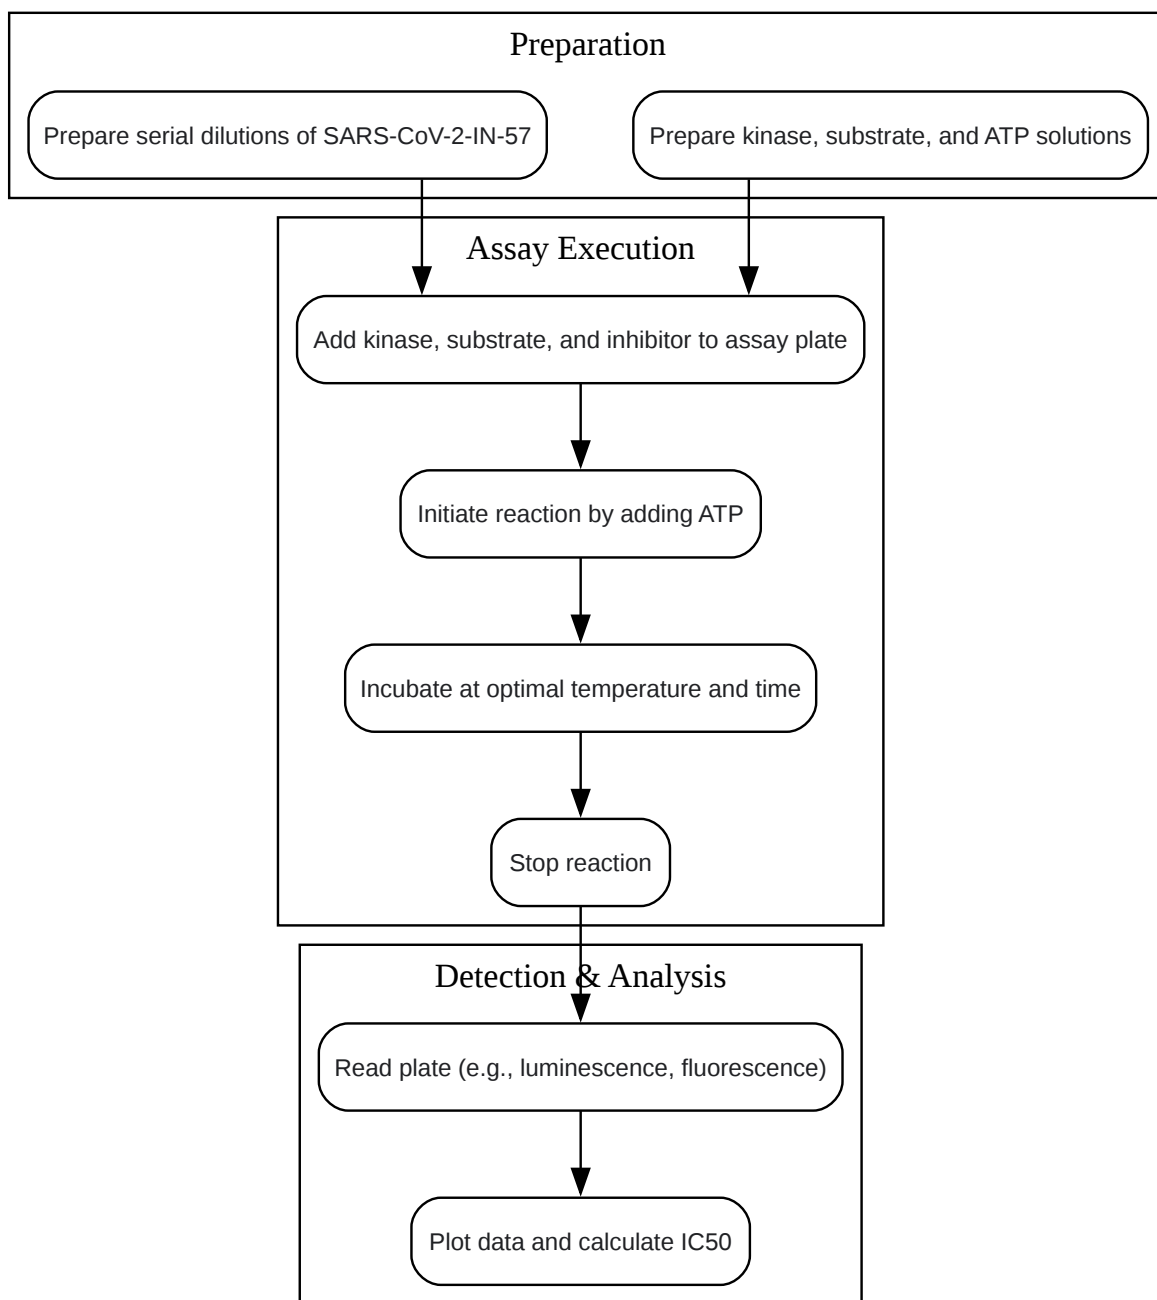 Preparation
Prepare serial dilutions of SARS-CoV-2-IN-57
Prepare kinase, substrate, and ATP solutions
Assay Execution
Add kinase, substrate, and inhibitor to assay plate
Initiate reaction by adding ATP
Incubate at optimal temperature and time
Stop reaction
Detection & Analysis
Read plate (e.g., luminescence, fluorescence)
Plot data and calculate IC50